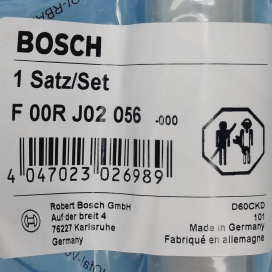 BOSCH
1 Satz/Set
F 00R J02 056 -000
4 047023 026989
Robert Bosch GmbH
Auf der breit 4
76227 Karlsruhe
Germany
D60CKD
101
Made in Germany
Fabriqué en allemagne